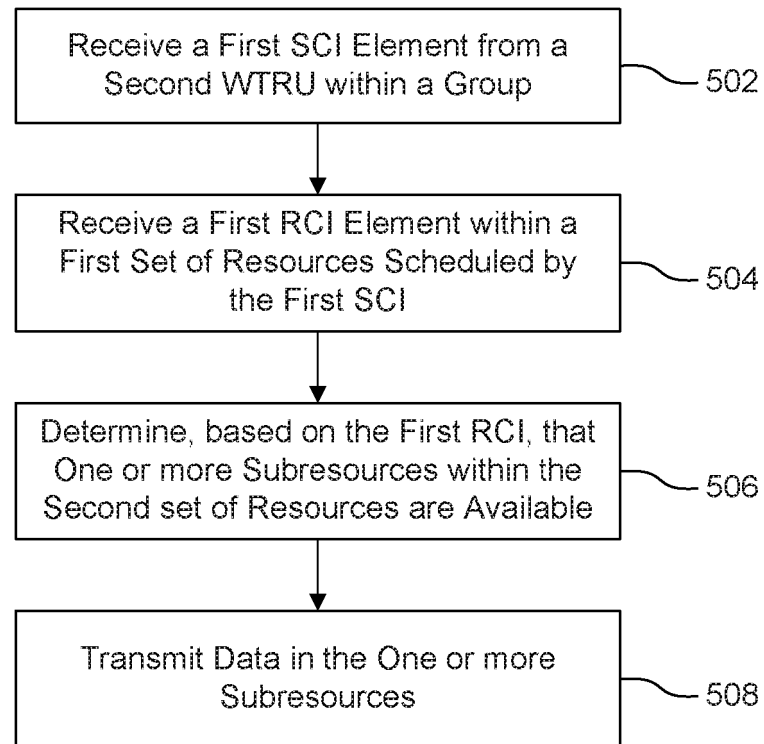 Receive a First SCI Element from a
Second WTRU within a Group
502
Receive a First RCI Element within a
First Set of Resources Scheduled by
the First SCI
504
Determine, based on the First RCI, that
One or more Subresources within the
Second set of Resources are Available
506
Transmit Data in the One or more
Subresources
508